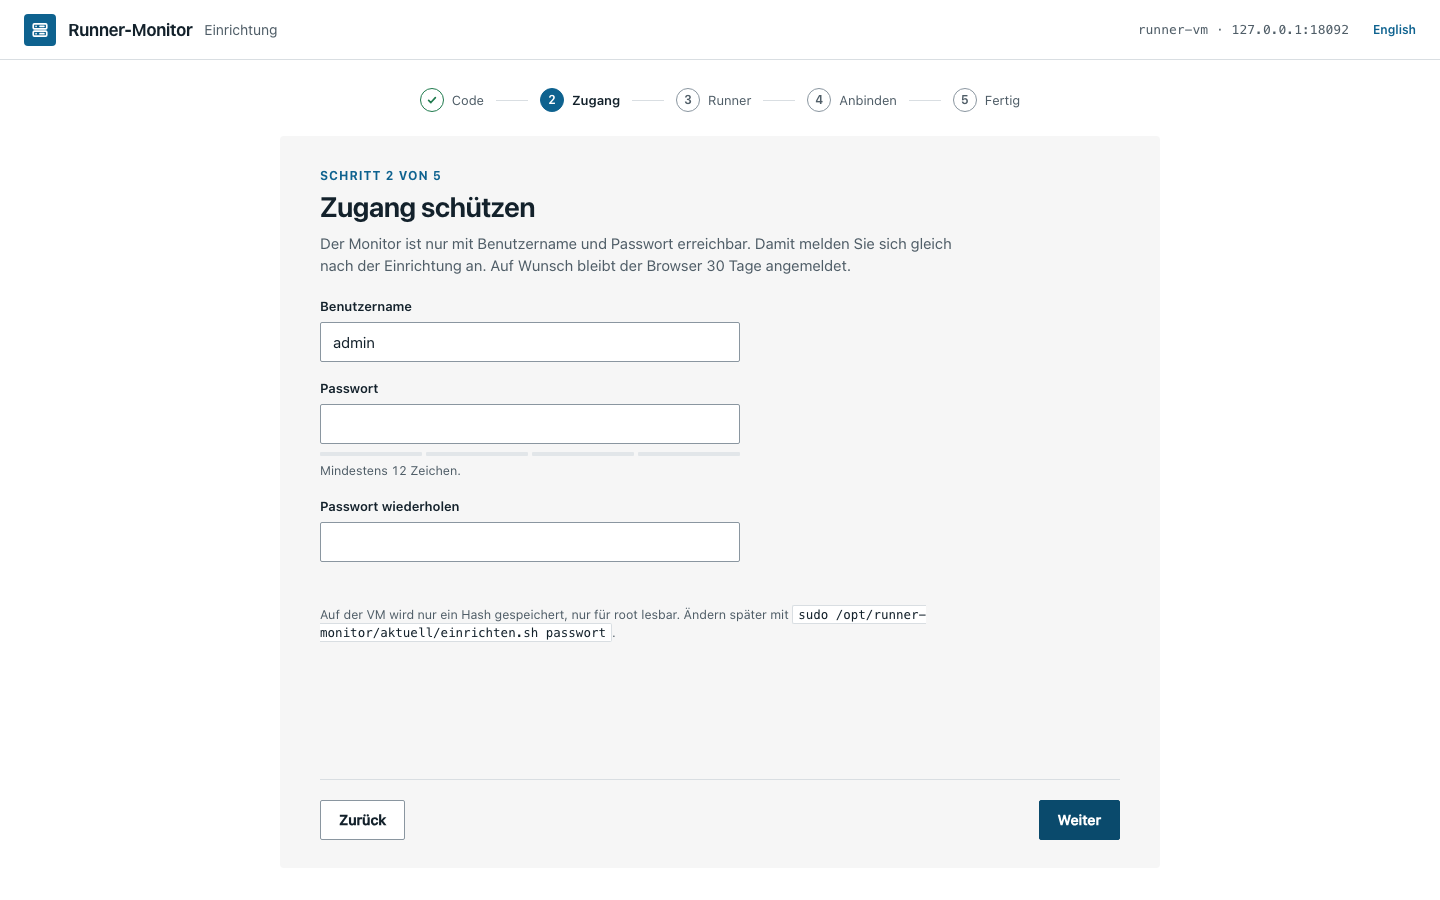 Runner-Monitor Einrichtung
runner-vm · 127.0.0.1:18092 English
Code 2 Zugang 3 Runner 4 Anbinden 5 Fertig
SCHRITT 2 VON 5
Zugang schützen
Der Monitor ist nur mit Benutzername und Passwort erreichbar. Damit melden Sie sich gleich
nach der Einrichtung an. Auf Wunsch bleibt der Browser 30 Tage angemeldet.
Benutzername
admin
Passwort
Mindestens 12 Zeichen.
Passwort wiederholen
Auf der VM wird nur ein Hash gespeichert, nur für root lesbar. Ändern später mit sudo /opt/runner-
monitor/aktuell/einrichten.sh passwort.
Zurück Weiter